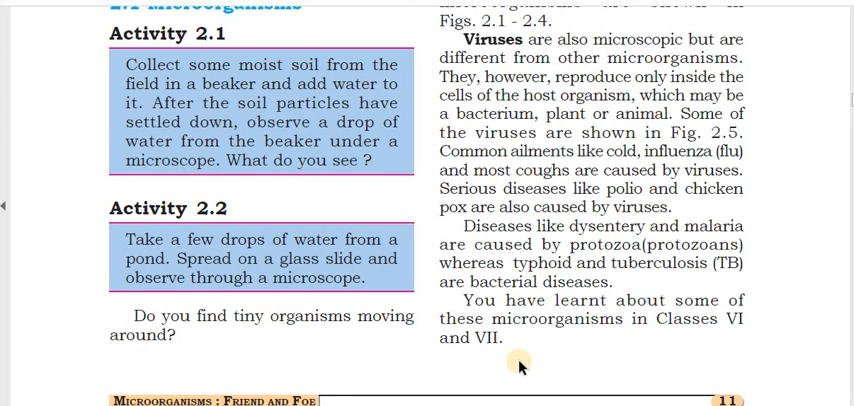 2.1 Microorganisms
Activity 2.1
Collect some moist soil from the
field in a beaker and add water to
it. After the soil particles have
settled down, observe a drop of
water from the beaker under a
microscope. What do you see ?
Activity 2.2
Take a few drops of water from a
pond. Spread on a glass slide and
observe through a microscope.
Do you find tiny organisms moving
around?
microorganisms are shown in
Figs. 2.1 - 2.4.
Viruses are also microscopic but are
different from other microorganisms.
They, however, reproduce only inside the
cells of the host organism, which may be
a bacterium, plant or animal. Some of
the viruses are shown in Fig. 2.5.
Common ailments like cold, influenza (flu)
and most coughs are caused by viruses.
Serious diseases like polio and chicken
pox are also caused by viruses.
Diseases like dysentery and malaria
are caused by protozoa(protozoans)
whereas typhoid and tuberculosis (TB)
are bacterial diseases.
You have learnt about some of
these microorganisms in Classes VI
and VII.
MICROORGANISMS : FRIEND AND FOE
11